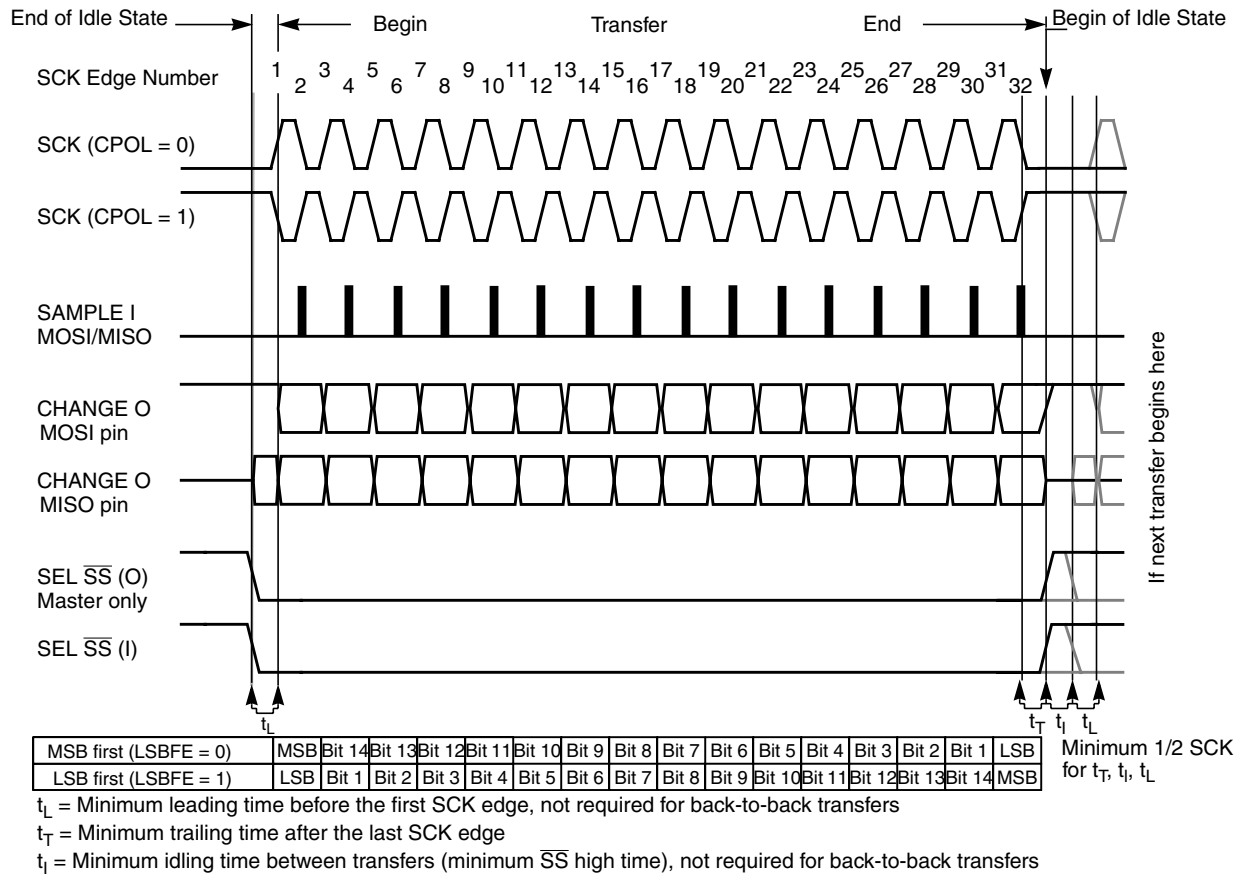 End of Idle State
Begin
Transfer
End
Begin of Idle State
SCK Edge Number
1 3 5 7 9 11 13 15 17 19 21 23 25 27 29 31
2 4 6 8 10 12 14 16 18 20 22 24 26 28 30 32
SCK (CPOL = 0)
SCK (CPOL = 1)
SAMPLE I
MOSI/MISO
CHANGE O
MOSI pin
CHANGE O
MISO pin
SEL S̅S̅ (O)
Master only
SEL S̅S̅ (I)
If next transfer begins here
tL
tT tI tL
MSB first (LSBFE = 0) MSB Bit 14 Bit 13 Bit 12 Bit 11 Bit 10 Bit 9 Bit 8 Bit 7 Bit 6 Bit 5 Bit 4 Bit 3 Bit 2 Bit 1 LSB
LSB first (LSBFE = 1) LSB Bit 1 Bit 2 Bit 3 Bit 4 Bit 5 Bit 6 Bit 7 Bit 8 Bit 9 Bit 10 Bit 11 Bit 12 Bit 13 Bit 14 MSB
Minimum 1/2 SCK
for tT, tI, tL
tL = Minimum leading time before the first SCK edge, not required for back-to-back transfers
tT = Minimum trailing time after the last SCK edge
tI = Minimum idling time between transfers (minimum S̅S̅ high time), not required for back-to-back transfers